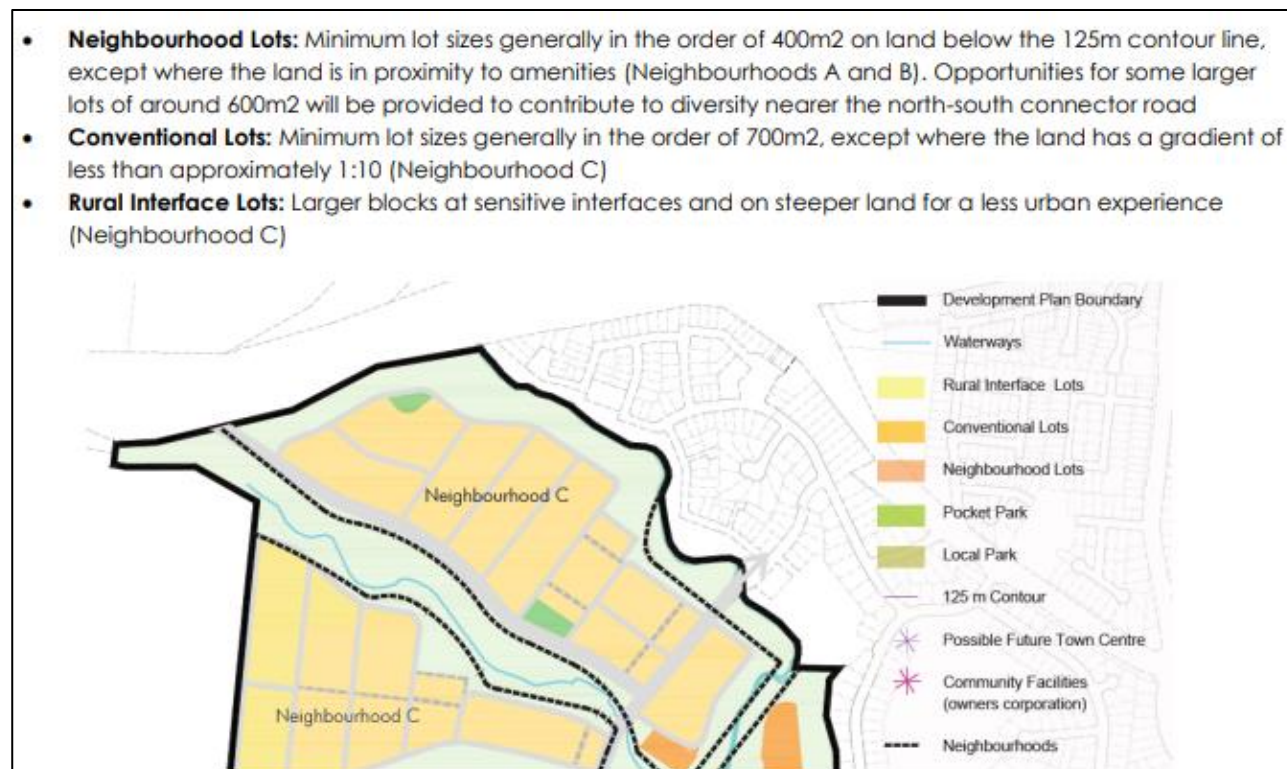 • Neighbourhood Lots: Minimum lot sizes generally in the order of 400m2 on land below the 125m contour line,
except where the land is in proximity to amenities (Neighbourhoods A and B). Opportunities for some larger
lots of around 600m2 will be provided to contribute to diversity nearer the north-south connector road
• Conventional Lots: Minimum lot sizes generally in the order of 700m2, except where the land has a gradient of
less than approximately 1:10 (Neighbourhood C)
• Rural Interface Lots: Larger blocks at sensitive interfaces and on steeper land for a less urban experience
(Neighbourhood C)
Development Plan Boundary
Waterways
Rural Interface Lots
Conventional Lots
Neighbourhood Lots
Pocket Park
Local Park
125 m Contour
Possible Future Town Centre
Community Facilities
(owners corporation)
Neighbourhoods
Neighbourhood C
Neighbourhood C